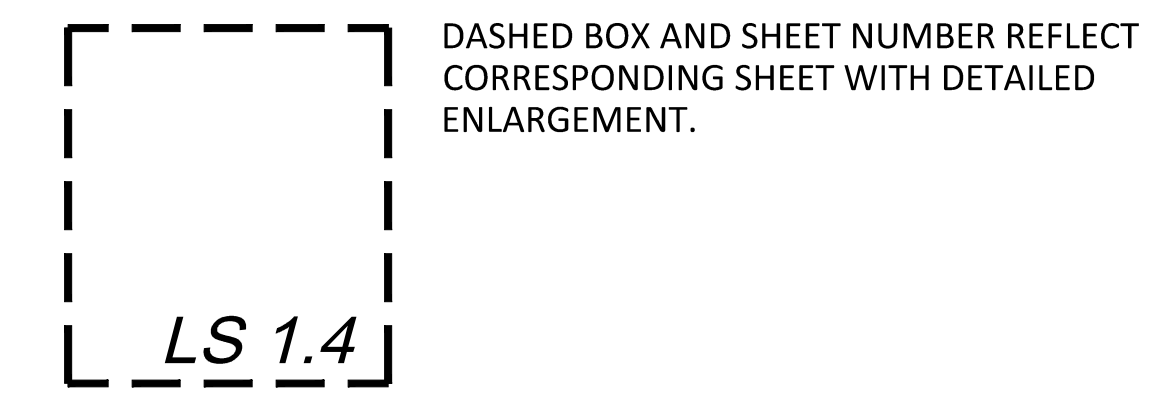 DASHED BOX AND SHEET NUMBER REFLECT
CORRESPONDING SHEET WITH DETAILED
ENLARGEMENT.
LS 1.4